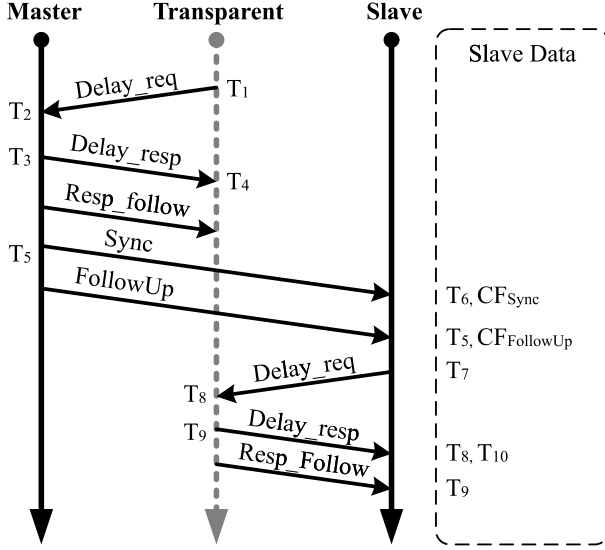 Master Transparent Slave
Slave Data
Delay_req
T1
T2
T3
Delay_resp
T4
Resp_follow
T5
Sync
T6, CFSync
FollowUp
T5, CFFollowUp
Delay_req
T7
T8
T9
Delay_resp
T8, T10
Resp_Follow
T9